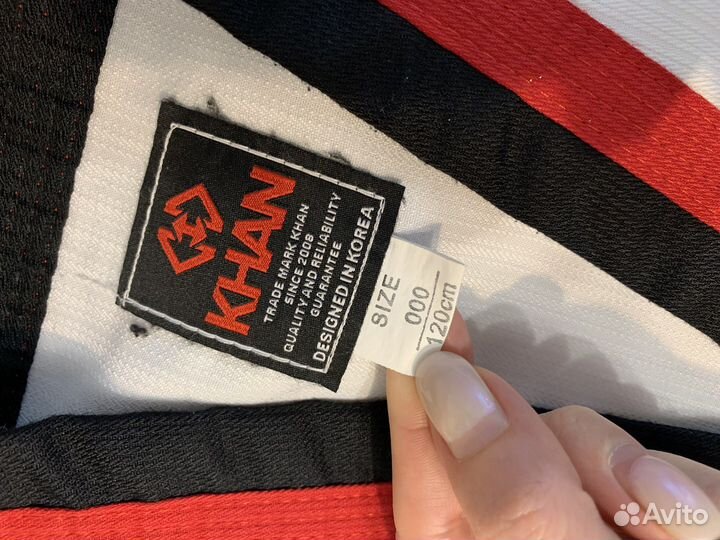 KHAN
TRADE MARK KHAN
SINCE 2008
QUALITY AND RELIABILITY
GUARANTEE
DESIGNED IN KOREA
SIZE
000
120cm
Avito